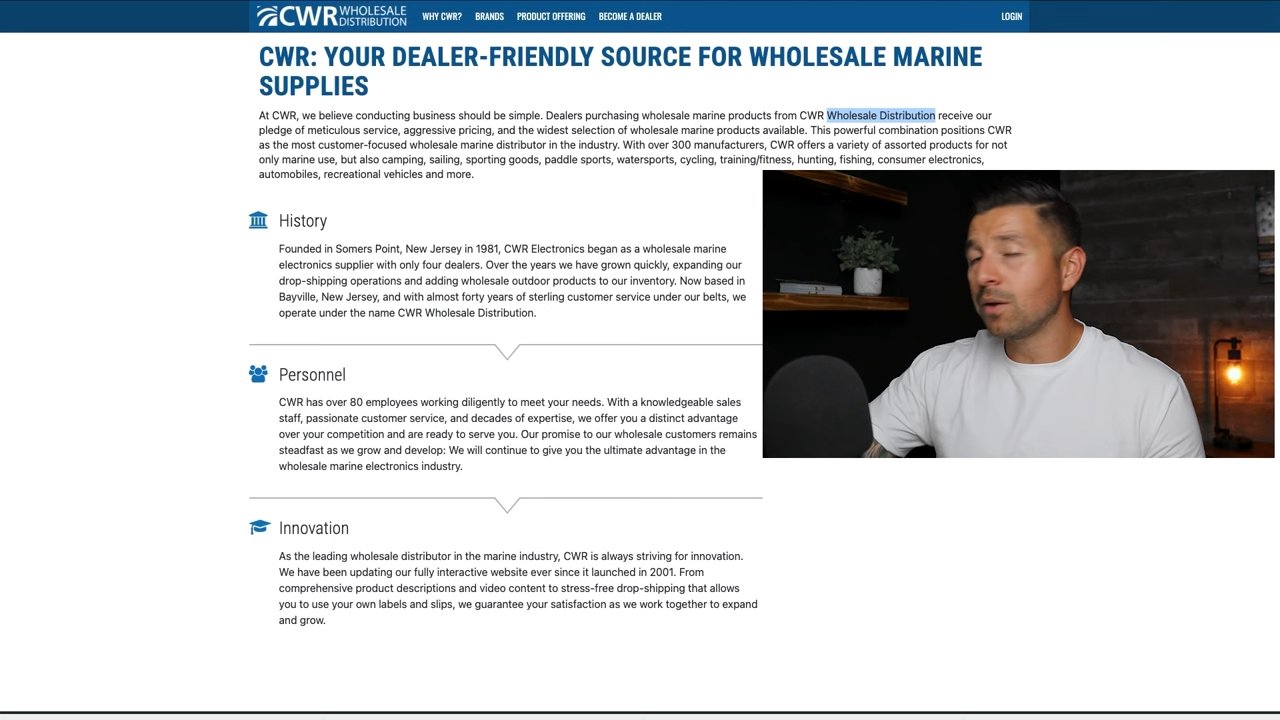 CWR WHOLESALE DISTRIBUTION WHY CWR? BRANDS PRODUCT OFFERING BECOME A DEALER LOGIN
CWR: YOUR DEALER-FRIENDLY SOURCE FOR WHOLESALE MARINE
SUPPLIES
At CWR, we believe conducting business should be simple. Dealers purchasing wholesale marine products from CWR Wholesale Distribution receive our
pledge of meticulous service, aggressive pricing, and the widest selection of wholesale marine products available. This powerful combination positions CWR
as the most customer-focused wholesale marine distributor in the industry. With over 300 manufacturers, CWR offers a variety of assorted products for not
only marine use, but also camping, sailing, sporting goods, paddle sports, watersports, cycling, training/fitness, hunting, fishing, consumer electronics,
automobiles, recreational vehicles and more.
History
Founded in Somers Point, New Jersey in 1981, CWR Electronics began as a wholesale marine
electronics supplier with only four dealers. Over the years we have grown quickly, expanding our
drop-shipping operations and adding wholesale outdoor products to our inventory. Now based in
Bayville, New Jersey, and with almost forty years of sterling customer service under our belts, we
operate under the name CWR Wholesale Distribution.
Personnel
CWR has over 80 employees working diligently to meet your needs. With a knowledgeable sales
staff, passionate customer service, and decades of expertise, we offer you a distinct advantage
over your competition and are ready to serve you. Our promise to our wholesale customers remains
steadfast as we grow and develop: We will continue to give you the ultimate advantage in the
wholesale marine electronics industry.
Innovation
As the leading wholesale distributor in the marine industry, CWR is always striving for innovation.
We have been updating our fully interactive website ever since it launched in 2001. From
comprehensive product descriptions and video content to stress-free drop-shipping that allows
you to use your own labels and slips, we guarantee your satisfaction as we work together to expand
and grow.